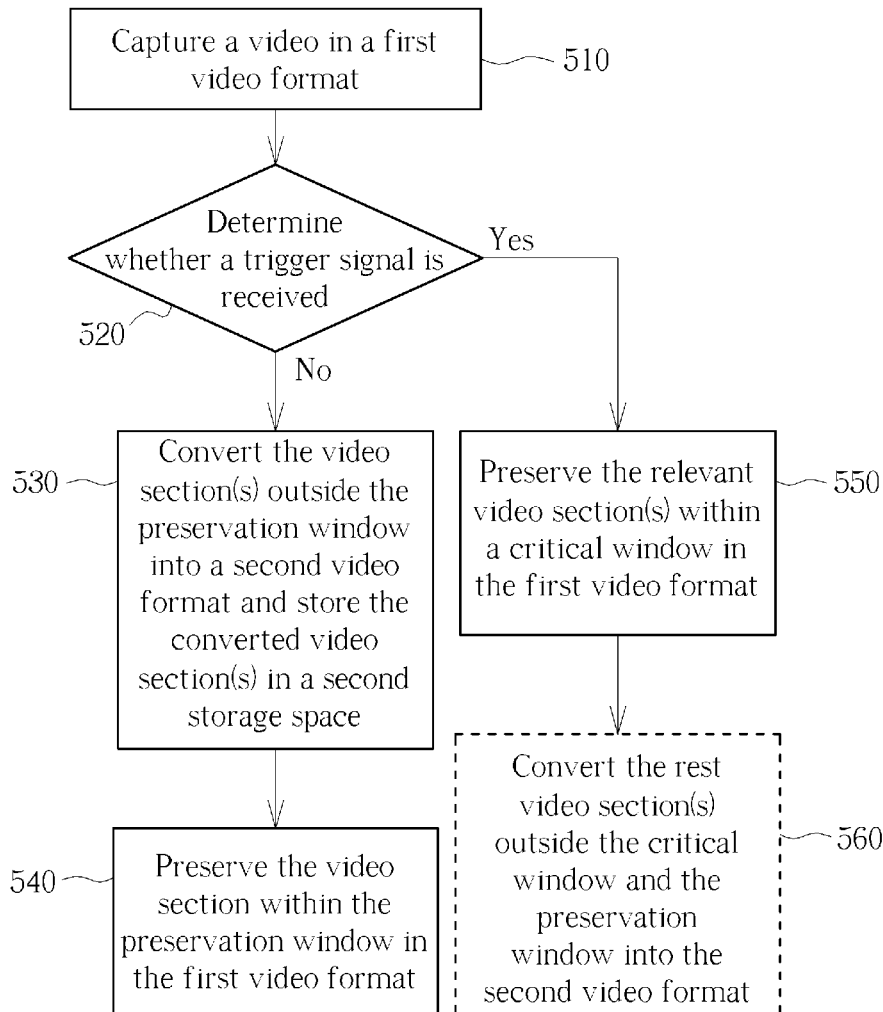 Capture a video in a first
video format
510
Determine
whether a trigger signal is
received
520
Yes
No
Convert the video
section(s) outside the
preservation window
into a second video
format and store the
converted video
section(s) in a second
storage space
530
Preserve the relevant
video section(s) within
a critical window in
the first video format
550
Preserve the video
section within the
preservation window in
the first video format
540
Convert the rest
video section(s)
outside the critical
window and the
preservation
window into the
second video format
560